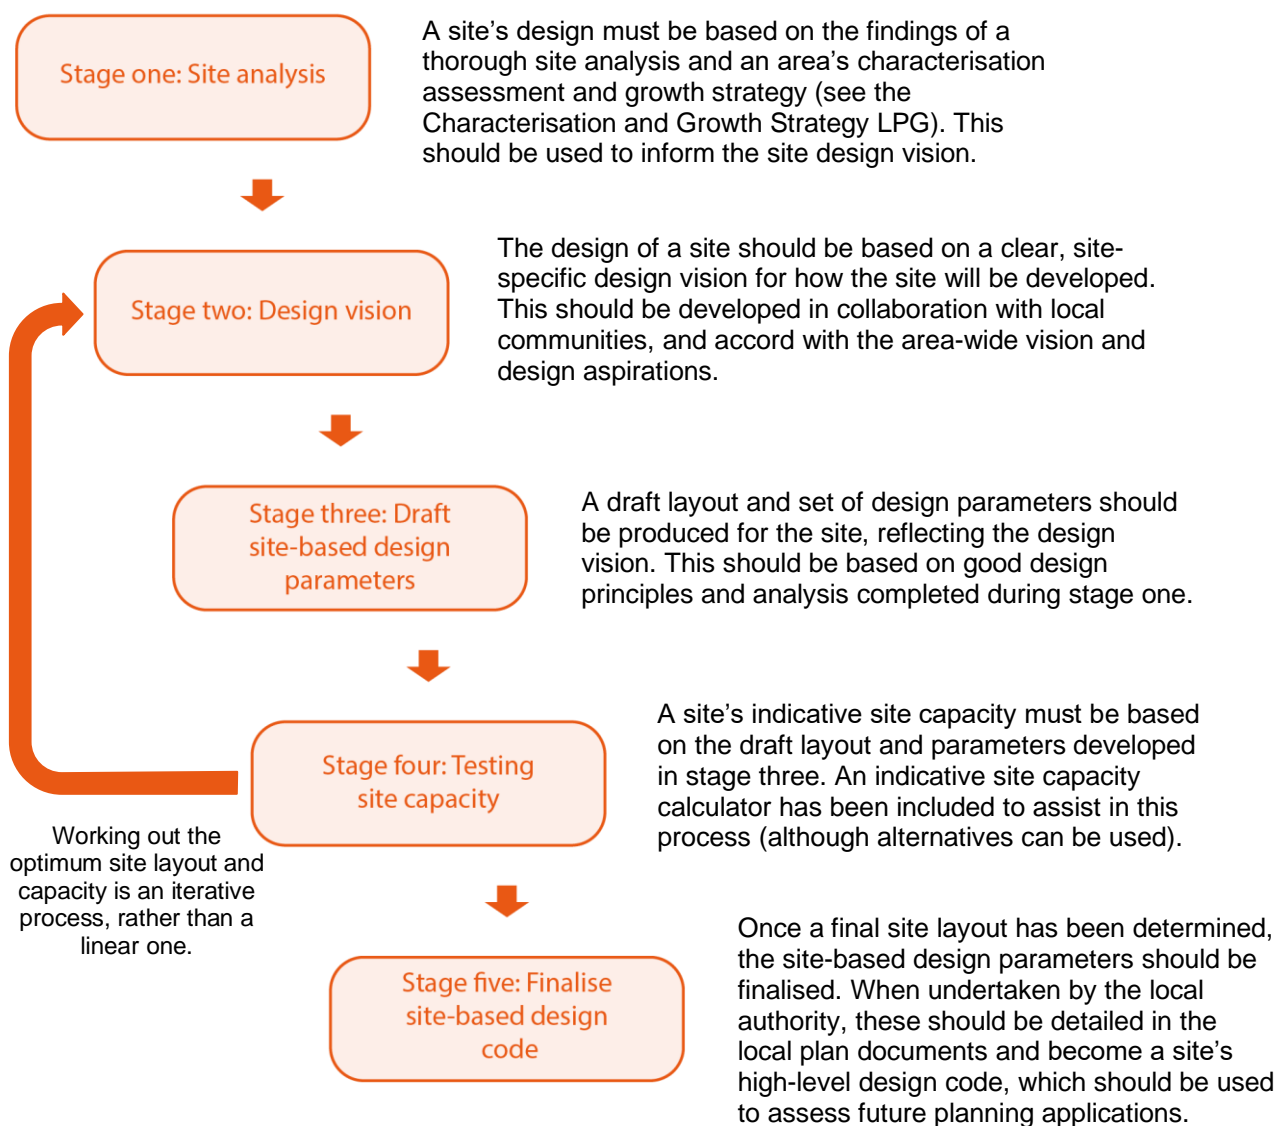 Stage one: Site analysis
A site’s design must be based on the findings of a
thorough site analysis and an area’s characterisation
assessment and growth strategy (see the
Characterisation and Growth Strategy LPG). This
should be used to inform the site design vision.
Stage two: Design vision
The design of a site should be based on a clear, site-
specific design vision for how the site will be developed.
This should be developed in collaboration with local
communities, and accord with the area-wide vision and
design aspirations.
Stage three: Draft
site-based design
parameters
A draft layout and set of design parameters should
be produced for the site, reflecting the design
vision. This should be based on good design
principles and analysis completed during stage one.
Stage four: Testing
site capacity
A site’s indicative site capacity must be based
on the draft layout and parameters developed
in stage three. An indicative site capacity
calculator has been included to assist in this
process (although alternatives can be used).
Working out the
optimum site layout and
capacity is an iterative
process, rather than a
linear one.
Stage five: Finalise
site-based design
code
Once a final site layout has been determined,
the site-based design parameters should be
finalised. When undertaken by the local
authority, these should be detailed in the
local plan documents and become a site’s
high-level design code, which should be used
to assess future planning applications.